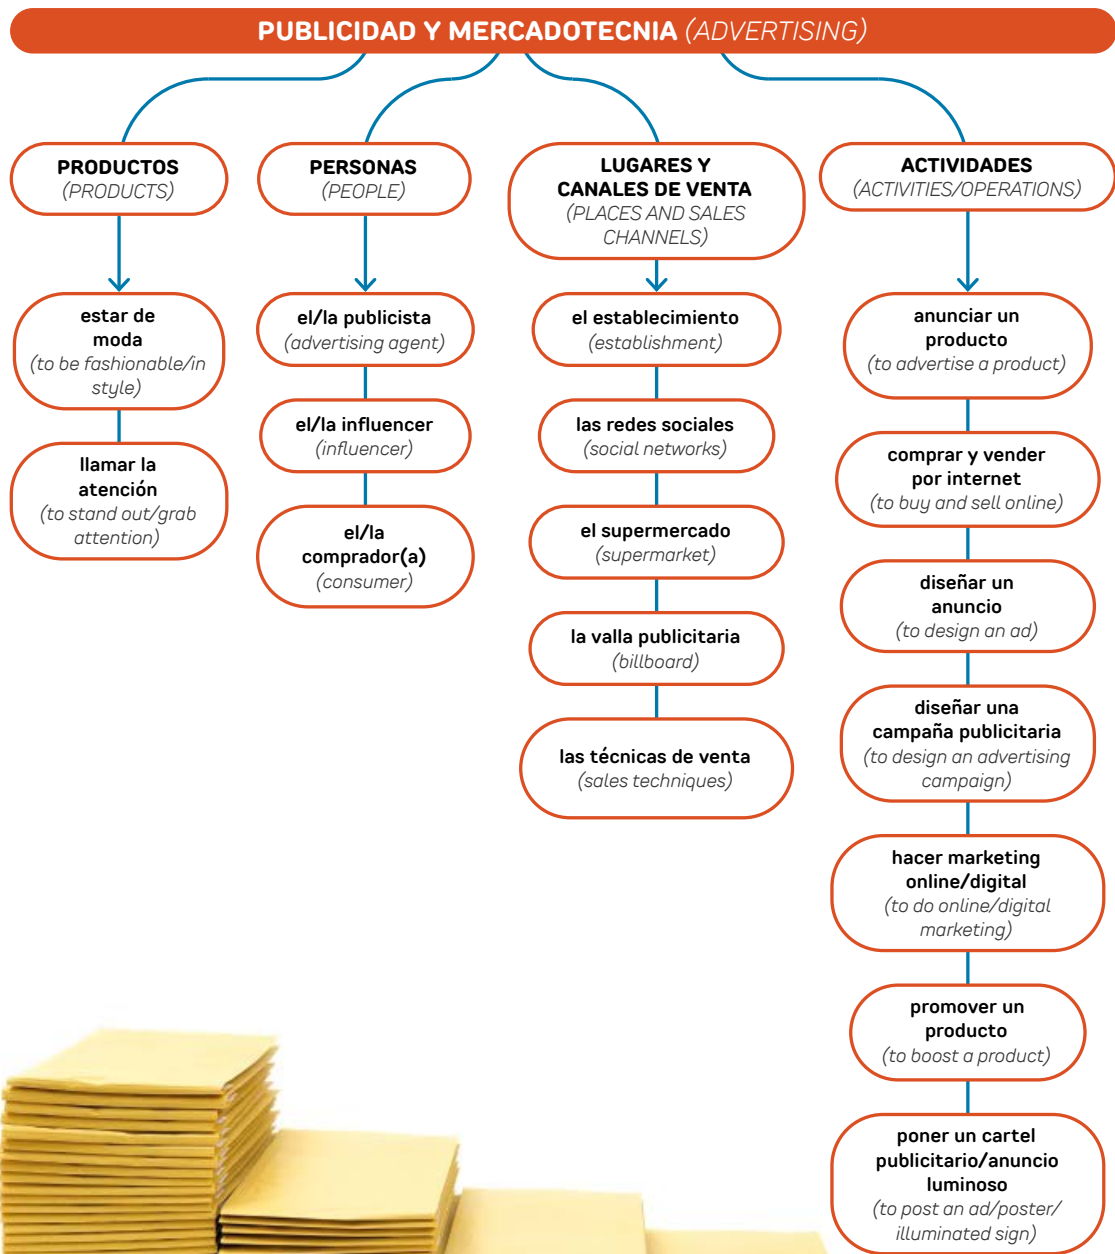 PUBLICIDAD Y MERCADOTECNIA (ADVERTISING)
PRODUCTOS
(PRODUCTS)
estar de
moda
(to be fashionable/in
style)
llamar la
atención
(to stand out/grab
attention)
PERSONAS
(PEOPLE)
el/la publicista
(advertising agent)
el/la influencer
(influencer)
el/la
comprador(a)
(consumer)
LUGARES Y
CANALES DE VENTA
(PLACES AND SALES
CHANNELS)
el establecimiento
(establishment)
las redes sociales
(social networks)
el supermercado
(supermarket)
la valla publicitaria
(billboard)
las técnicas de venta
(sales techniques)
ACTIVIDADES
(ACTIVITIES/OPERATIONS)
anunciar un
producto
(to advertise a product)
comprar y vender
por internet
(to buy and sell online)
diseñar un
anuncio
(to design an ad)
diseñar una
campaña publicitaria
(to design an advertising
campaign)
hacer marketing
online/digital
(to do online/digital
marketing)
promover un
producto
(to boost a product)
poner un cartel
publicitario/anuncio
luminoso
(to post an ad/poster/
illuminated sign)